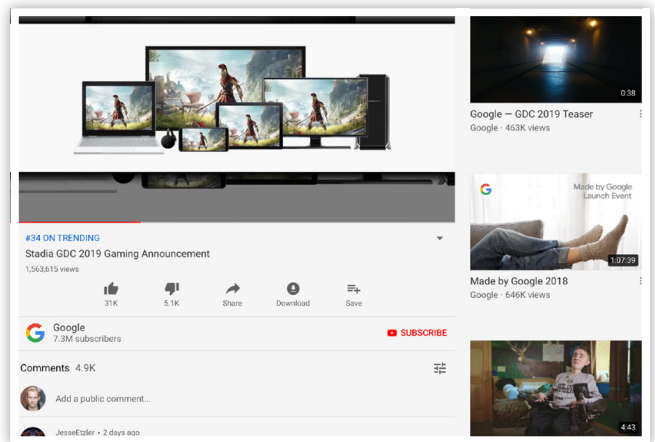 #34 ON TRENDING
Stadia GDC 2019 Gaming Announcement
1,563,615 views
31K
5.1K
Share
Download
Save
Google
7.3M subscribers
SUBSCRIBE
Comments 4.9K
Add a public comment...
JesseEtzler • 2 days ago
0:38
Google — GDC 2019 Teaser
Google · 463K views
G
Made by Google
Launch Event
1:07:39
Made by Google 2018
Google · 646K views
4:43